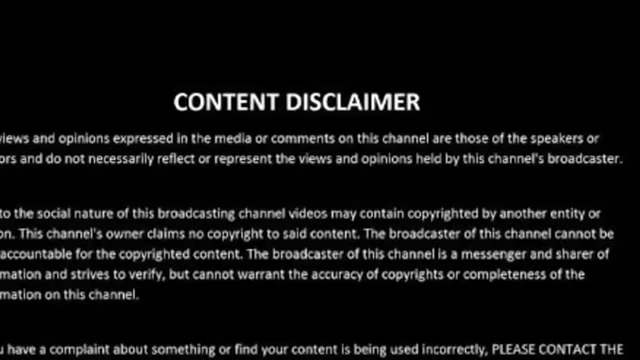 CONTENT DISCLAIMER
views and opinions expressed in the media or comments on this channel are those of the speakers or
ors and do not necessarily reflect or represent the views and opinions held by this channel's broadcaster.
to the social nature of this broadcasting channel videos may contain copyrighted by another entity or
on. This channel's owner claims no copyright to said content. The broadcaster of this channel cannot be
accountable for the copyrighted content. The broadcaster of this channel is a messenger and sharer of
mation and strives to verify, but cannot warrant the accuracy of copyrights or completeness of the
mation on this channel.
u have a complaint about something or find your content is being used incorrectly, PLEASE CONTACT THE